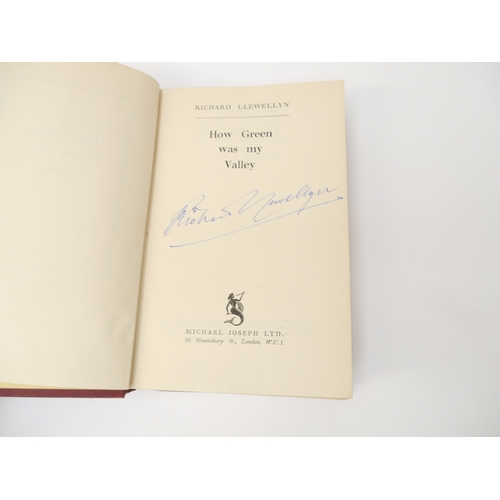 RICHARD LLEWELLYN
How Green
was my
Valley
Richard Llewellyn
MICHAEL JOSEPH LTD.
26 Bloomsbury St., London, W.C.1